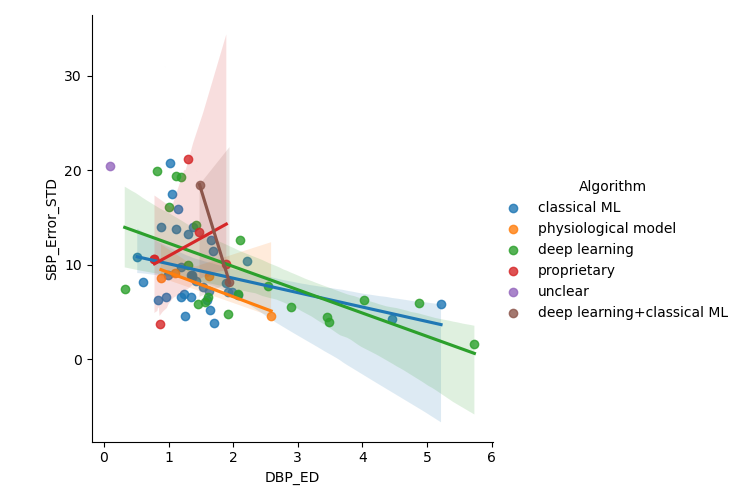 30
20
10
0
SBP_Error_STD
0 1 2 3 4 5 6
DBP_ED
Algorithm
classical ML
physiological model
deep learning
proprietary
unclear
deep learning+classical ML